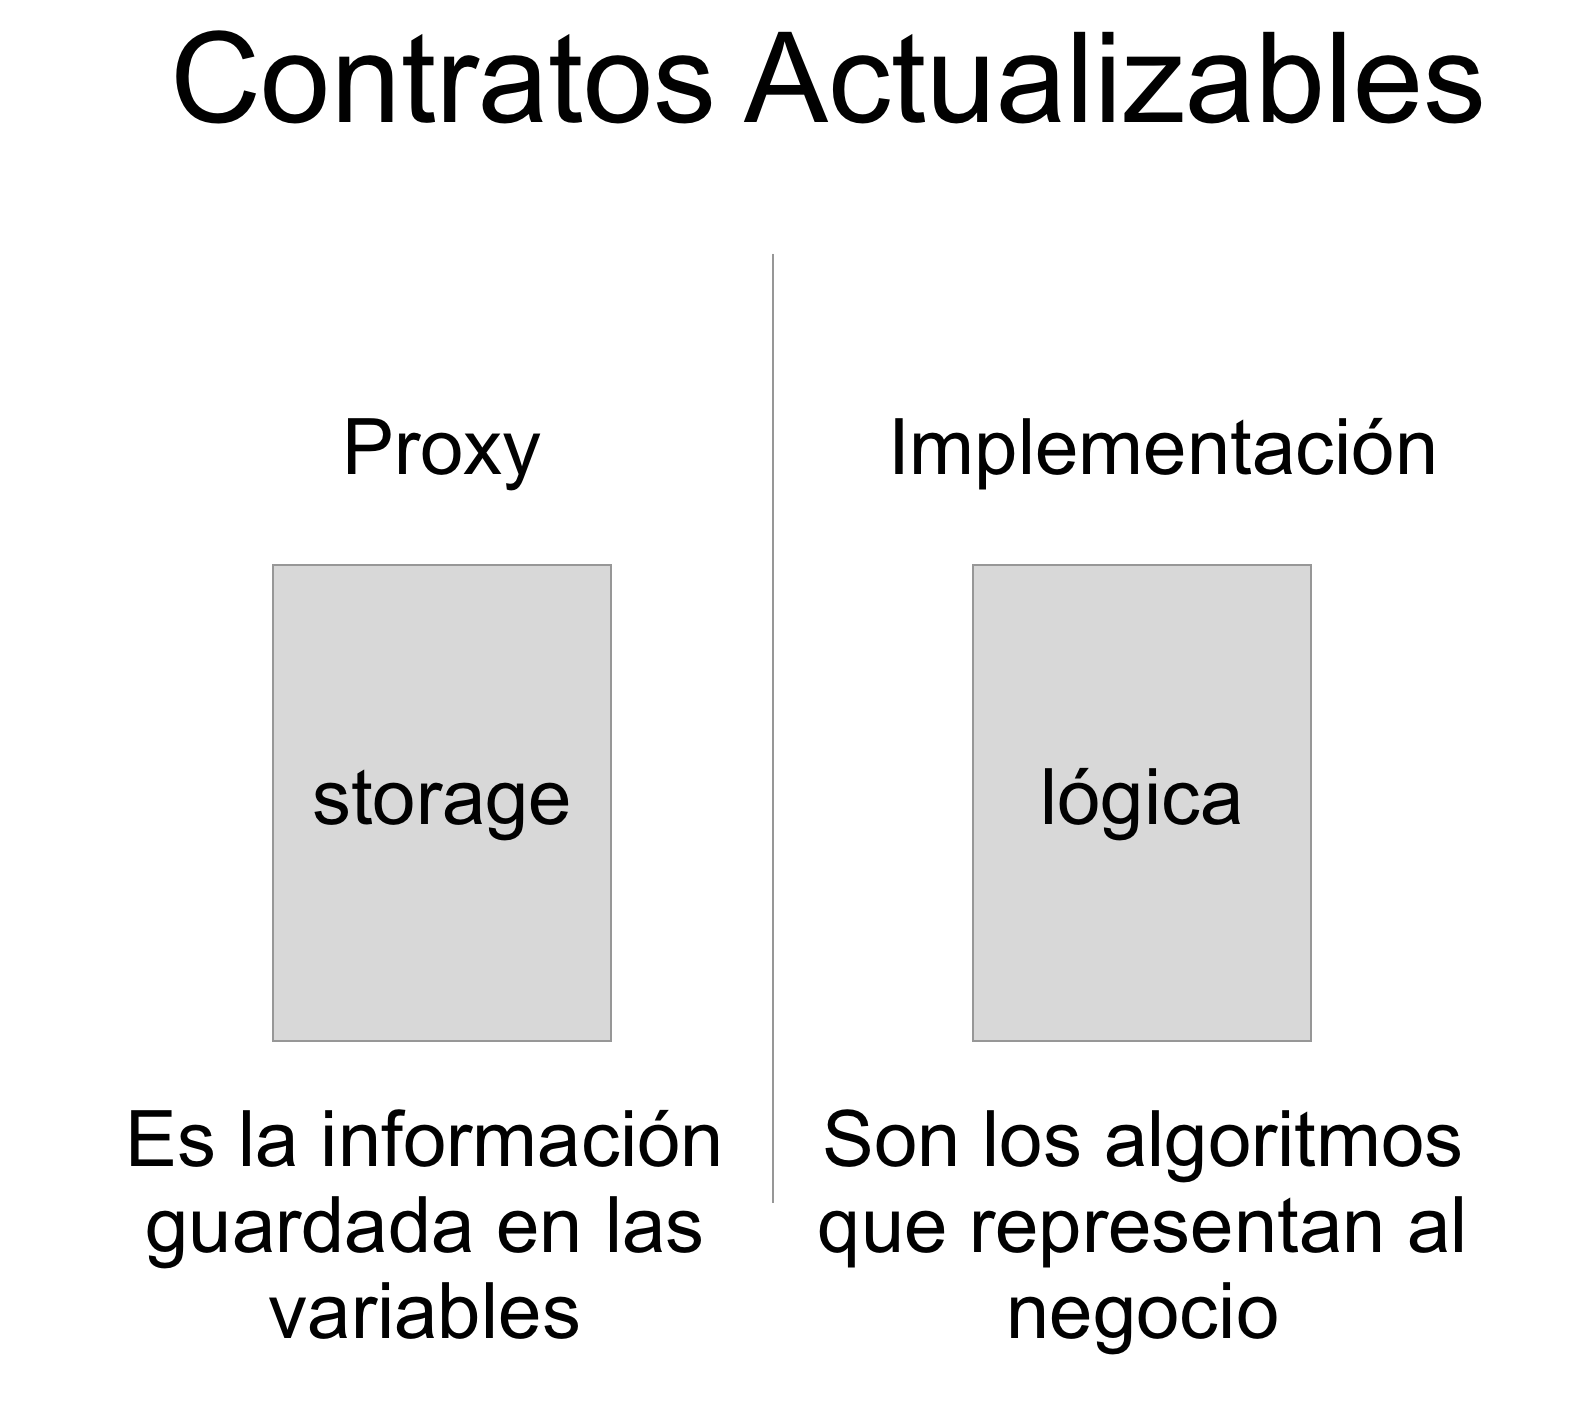 Contratos Actualizables
Proxy
storage
Es la información
guardada en las
variables
Implementación
lógica
Son los algoritmos
que representan al
negocio